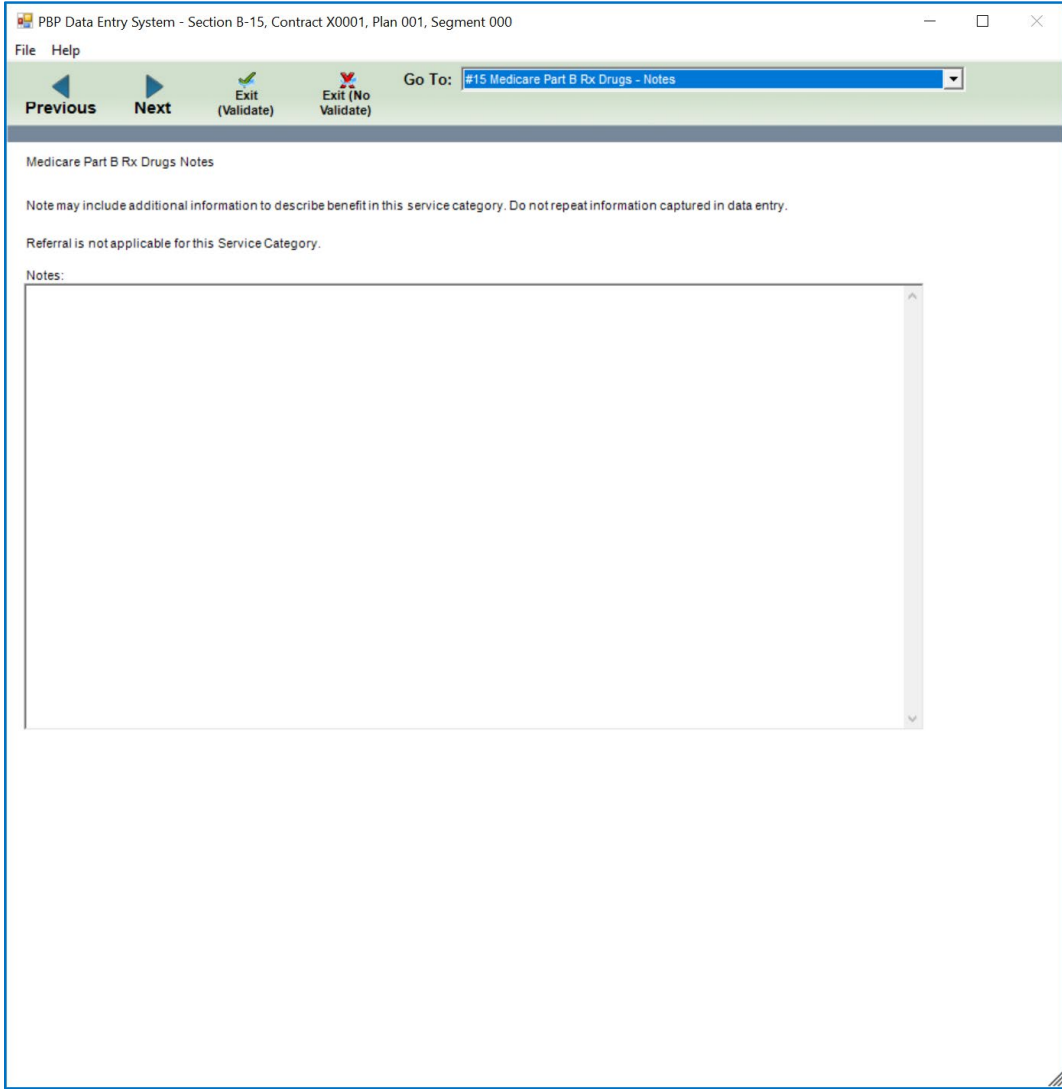 PBP Data Entry System - Section B-15, Contract X0001, Plan 001, Segment 000
File Help
Previous
Next
Exit (Validate)
Exit (No Validate)
Go To: #15 Medicare Part B Rx Drugs - Notes
Medicare Part B Rx Drugs Notes
Note may include additional information to describe benefit in this service category. Do not repeat information captured in data entry.
Referral is not applicable for this Service Category.
Notes: